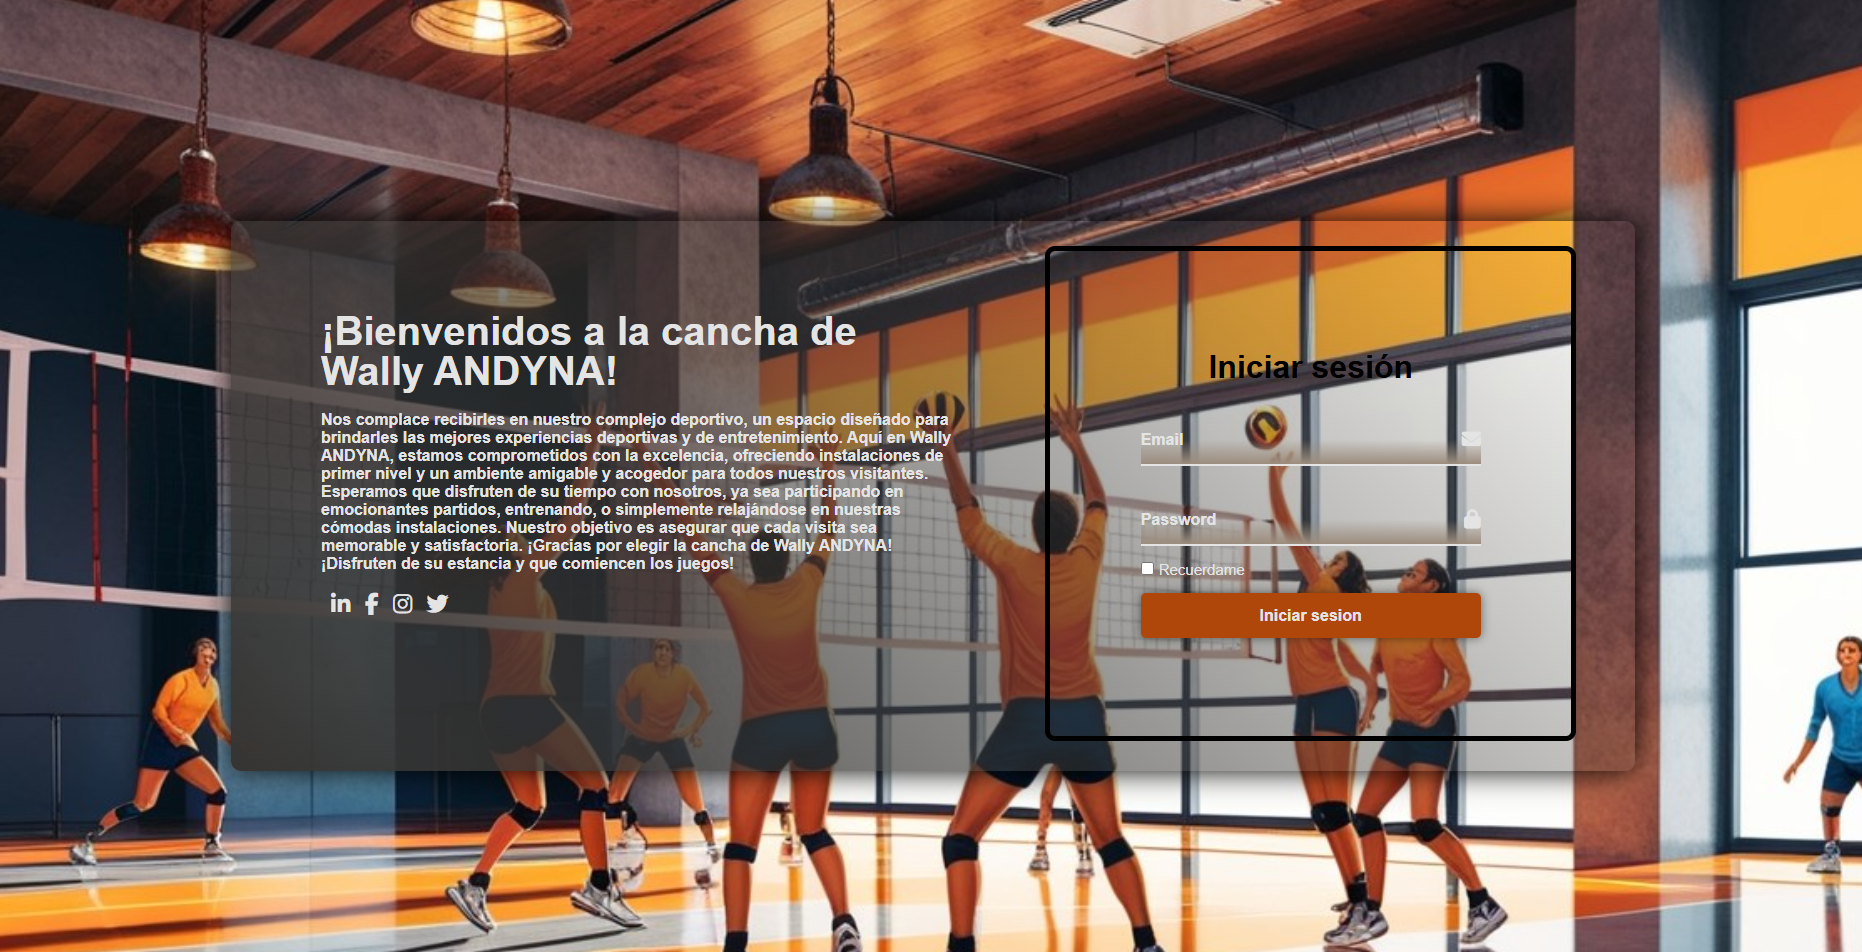 ¡Bienvenidos a la cancha de
Wally ANDYNA!
Nos complace recibirles en nuestro complejo deportivo, un espacio diseñado para
brindarles las mejores experiencias deportivas y de entretenimiento. Aquí en Wally
ANDYNA, estamos comprometidos con la excelencia, ofreciendo instalaciones de
primer nivel y un ambiente amigable y acogedor para todos nuestros visitantes.
Esperamos que disfruten de su tiempo con nosotros, ya sea participando en
emocionantes partidos, entrenando, o simplemente relajándose en nuestras
cómodas instalaciones. Nuestro objetivo es asegurar que cada visita sea
memorable y satisfactoria. ¡Gracias por elegir la cancha de Wally ANDYNA!
¡Disfruten de su estancia y que comiencen los juegos!
Iniciar sesión
Email
Password
Recuerdame
Iniciar sesion